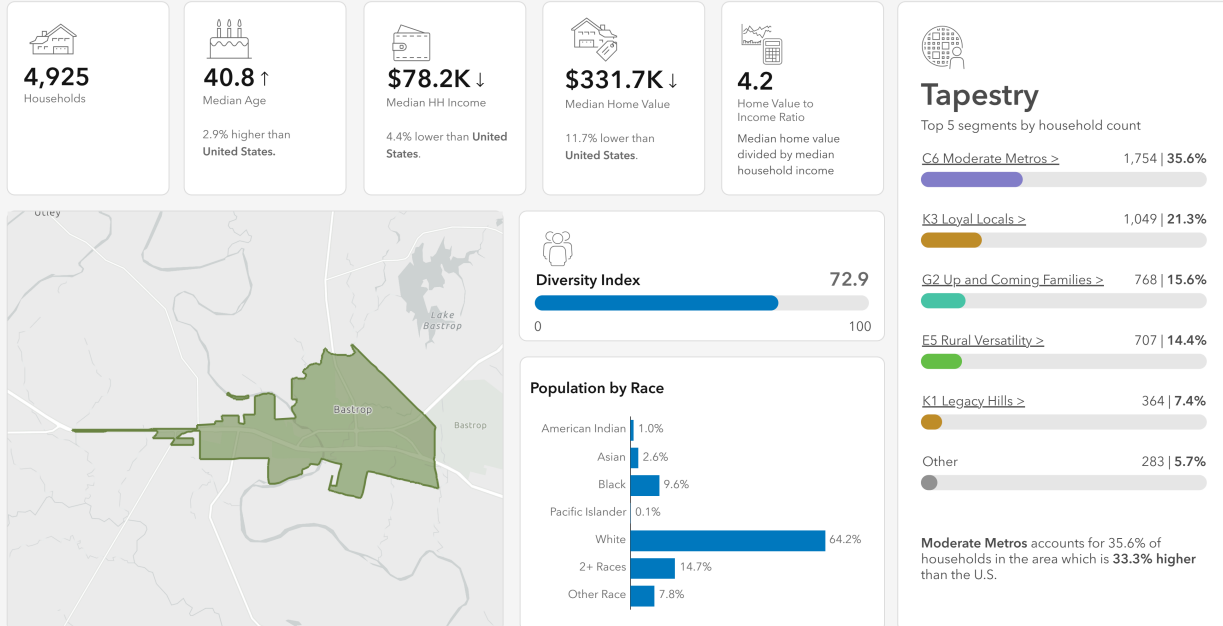 4,925
Households
40.8 ↑
Median Age
2.9% higher than
United States.
$78.2K ↓
Median HH Income
4.4% lower than United
States.
$331.7K ↓
Median Home Value
11.7% lower than
United States.
4.2
Home Value to
Income Ratio
Median home value
divided by median
household income
Utley
Lake
Bastrop
Bastrop
Bastrop
Diversity Index 72.9
0 100
Population by Race
American Indian 1.0%
Asian 2.6%
Black 9.6%
Pacific Islander 0.1%
White 64.2%
2+ Races 14.7%
Other Race 7.8%
Tapestry
Top 5 segments by household count
C6 Moderate Metros > 1,754 | 35.6%
K3 Loyal Locals > 1,049 | 21.3%
G2 Up and Coming Families > 768 | 15.6%
E5 Rural Versatility > 707 | 14.4%
K1 Legacy Hills > 364 | 7.4%
Other 283 | 5.7%
Moderate Metros accounts for 35.6% of
households in the area which is 33.3% higher
than the U.S.